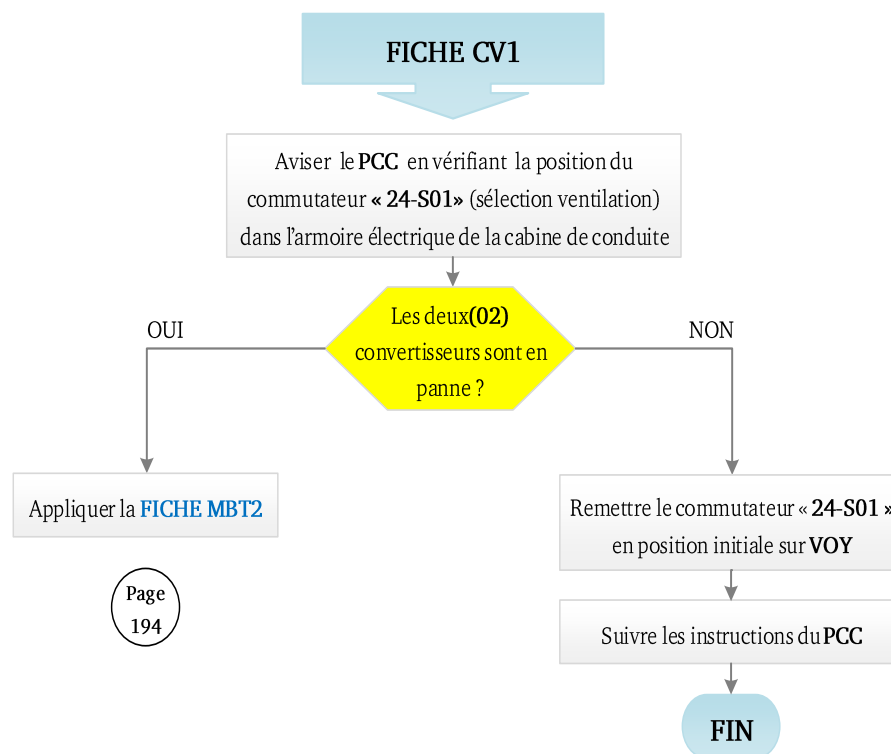 FICHE CV1
Aviser le PCC en vérifiant la position du
commutateur « 24-S01» (sélection ventilation)
dans l'armoire électrique de la cabine de conduite
Les deux(02)
convertisseurs sont en
panne ?
OUI
NON
Appliquer la FICHE MBT2
Page
194
Remettre le commutateur « 24-S01 »
en position initiale sur VOY
Suivre les instructions du PCC
FIN